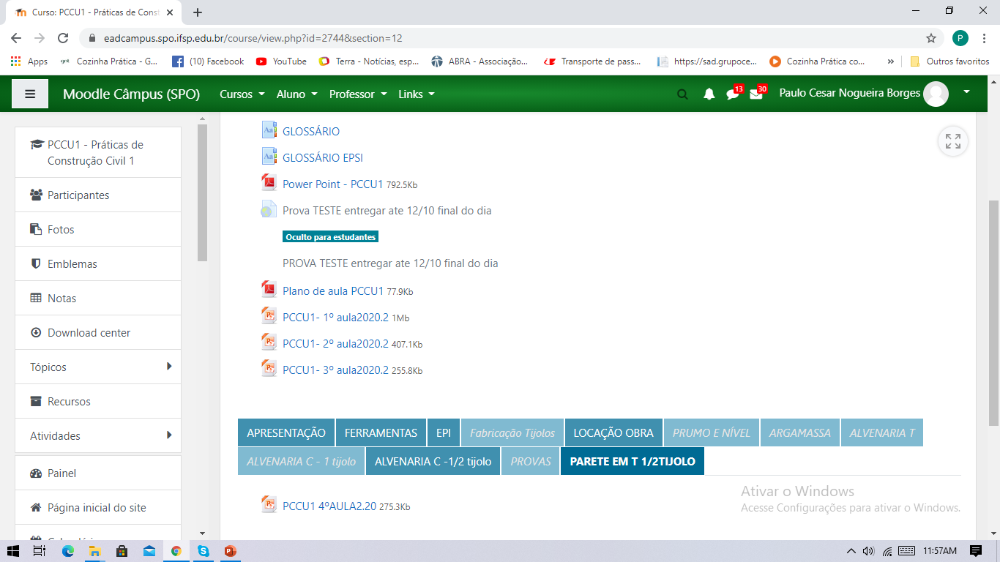 Curso: PCCU1 - Práticas de Const
eadcampus.spo.ifsp.edu.br/course/view.php?id=2744&section=12
P
Apps
Cozinha Prática - G...
(10) Facebook
YouTube
Terra - Notícias, esp...
ABRA - Associação...
Transporte de pass...
https://sad.grupoce...
Cozinha Prática co...
»
Outros favoritos
Moodle Câmpus (SPO)
Cursos
Aluno
Professor
Links
13
30
Paulo Cesar Nogueira Borges
PCCU1 - Práticas de
Construção Civil 1
Participantes
Fotos
Emblemas
Notas
Download center
Tópicos
Recursos
Atividades
Painel
Página inicial do site
GLOSSÁRIO
GLOSSÁRIO EPSI
Power Point - PCCU1 792.5Kb
Prova TESTE entregar ate 12/10 final do dia
Oculto para estudantes
PROVA TESTE entregar ate 12/10 final do dia
Plano de aula PCCU1 77.9Kb
PCCU1- 1º aula2020.2 1Mb
PCCU1- 2º aula2020.2 407.1Kb
PCCU1- 3º aula2020.2 255.8Kb
APRESENTAÇÃO
FERRAMENTAS
EPI
Fabricação Tijolos
LOCAÇÃO OBRA
PRUMO E NÍVEL
ARGAMASSA
ALVENARIA T
ALVENARIA C - 1 tijolo
ALVENARIA C -1/2 tijolo
PROVAS
PARETE EM T 1/2TIJOLO
PCCU1 4ºAULA2.20 275.3Kb
Ativar o Windows
Acesse Configurações para ativar o Windows.
11:57AM